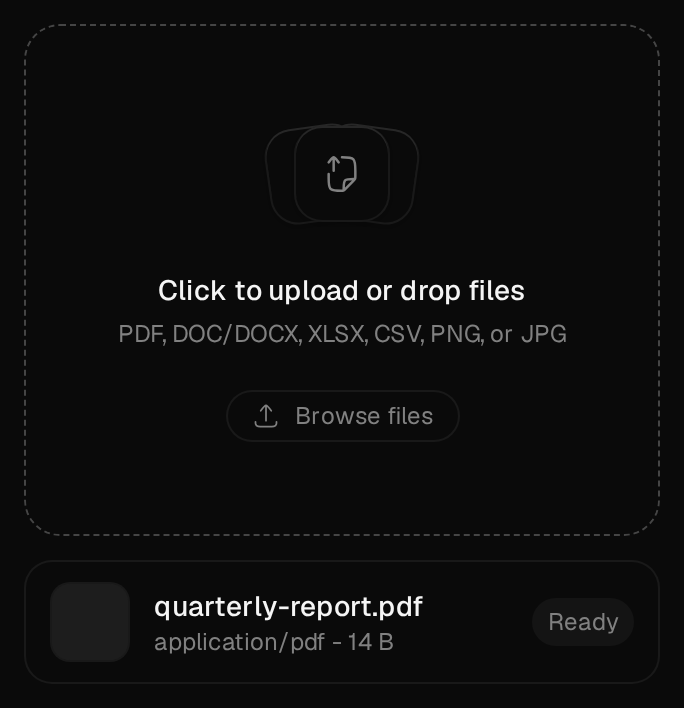 Click to upload or drop files
PDF, DOC/DOCX, XLSX, CSV, PNG, or JPG
Browse files
quarterly-report.pdf
application/pdf - 14 B
Ready